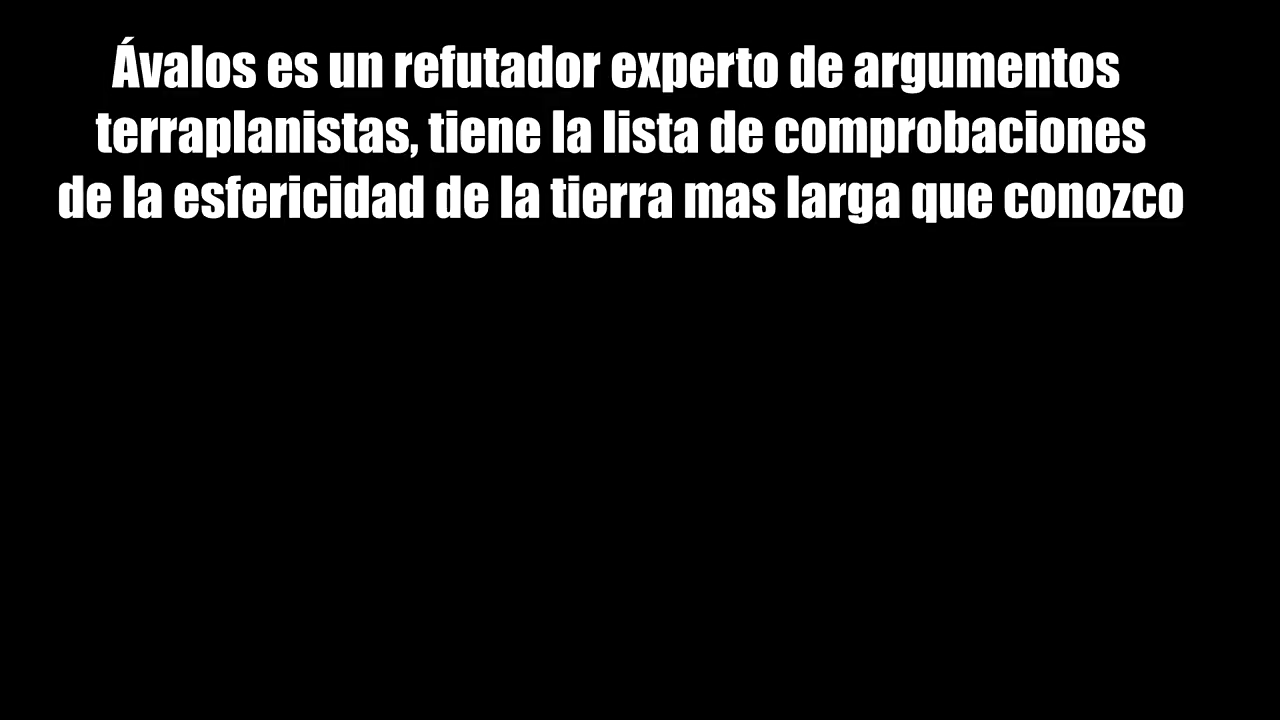 Ávalos es un refutador experto de argumentos
terraplanistas, tiene la lista de comprobaciones
de la esfericidad de la tierra mas larga que conozco